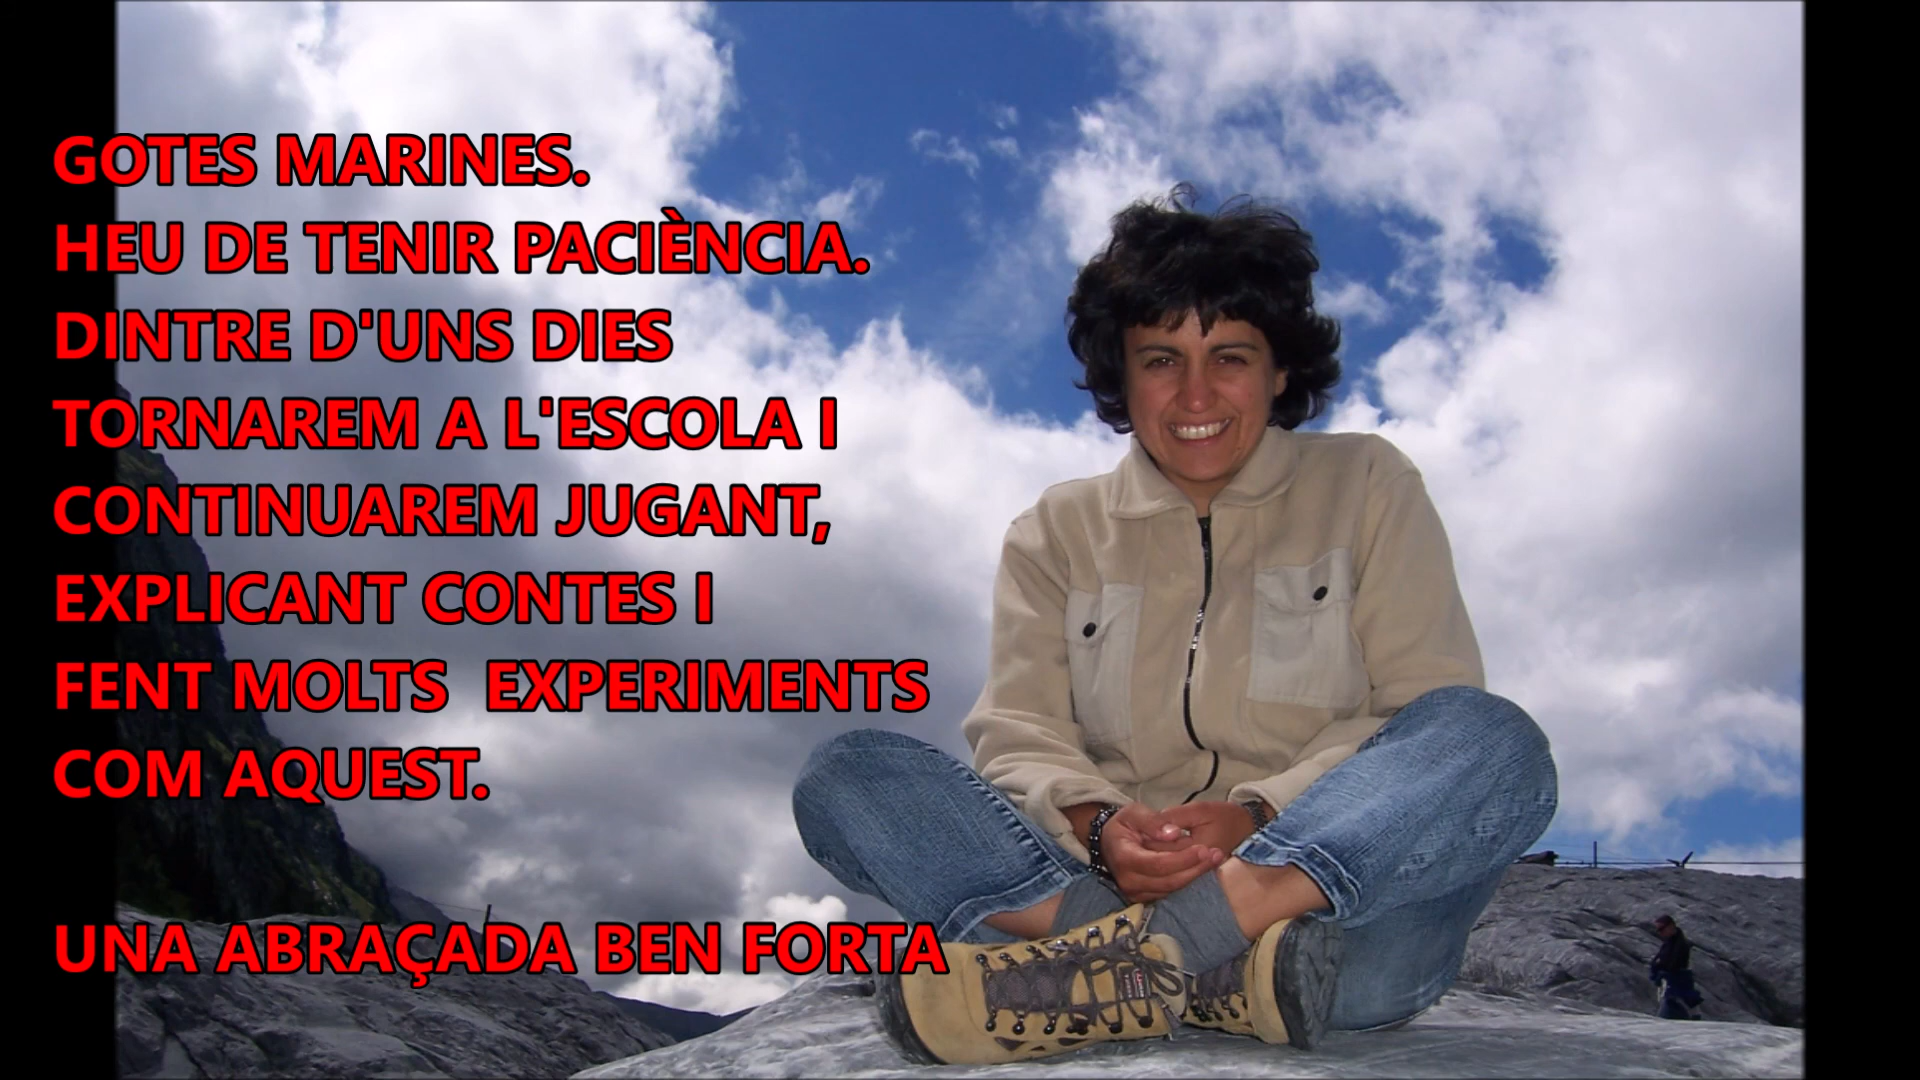 GOTES MARINES.
HEU DE TENIR PACIÈNCIA.
DINTRE D'UNS DIES
TORNAREM A L'ESCOLA I
CONTINUAREM JUGANT,
EXPLICANT CONTES I
FENT MOLTS  EXPERIMENTS
COM AQUEST.
UNA ABRAÇADA BEN FORTA